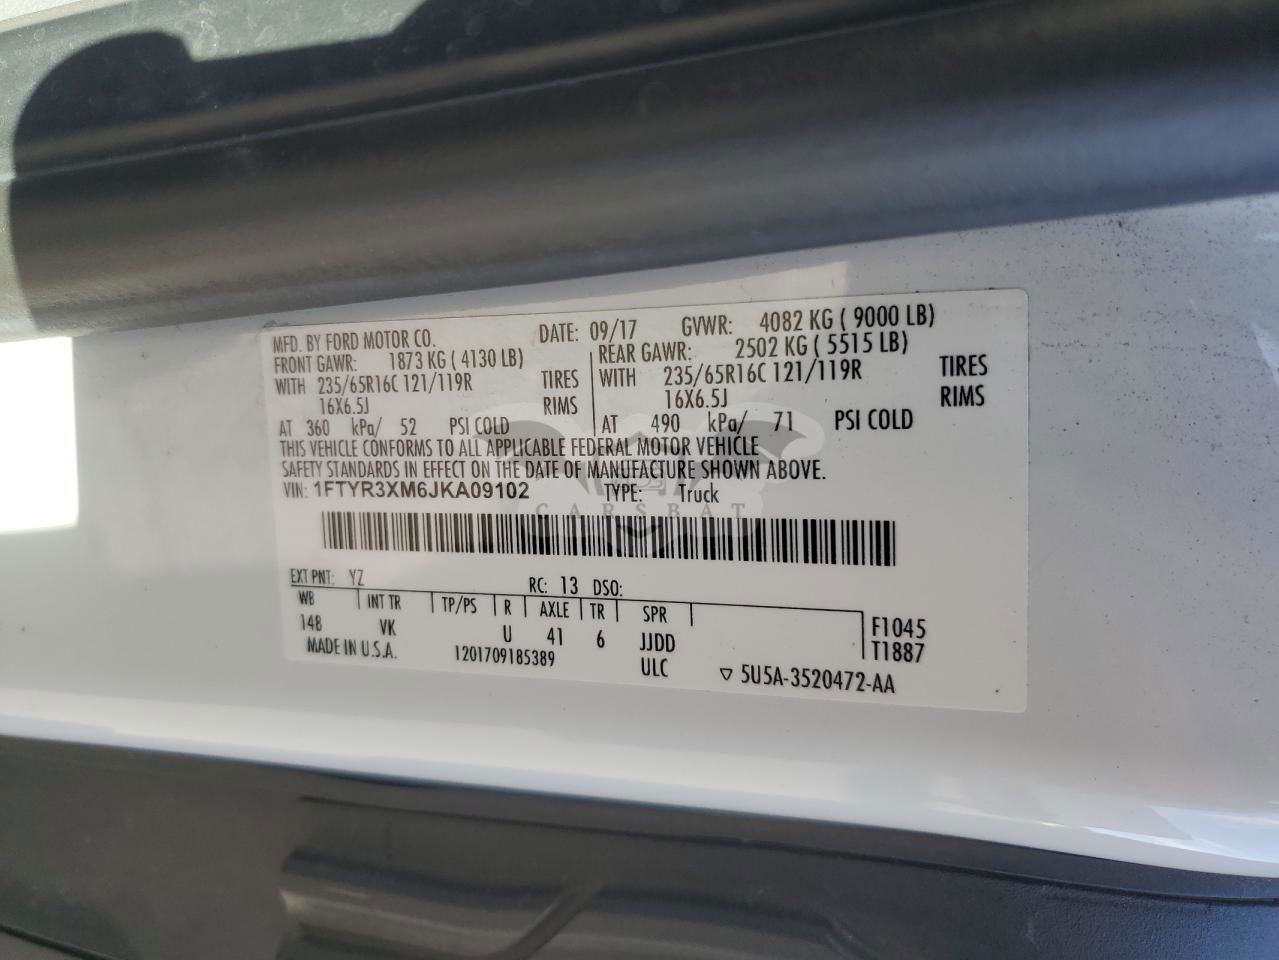 MFD. BY FORD MOTOR CO. DATE: 09/17 GVWR: 4082 KG ( 9000 LB)
FRONT GAWR: 1873 KG ( 4130 LB) REAR GAWR: 2502 KG ( 5515 LB)
WITH 235/65R16C 121/119R TIRES WITH 235/65R16C 121/119R TIRES
16X6.5J RIMS 16X6.5J RIMS
AT 360 kPa/ 52 PSI COLD AT 490 kPa/ 71 PSI COLD
THIS VEHICLE CONFORMS TO ALL APPLICABLE FEDERAL MOTOR VEHICLE
SAFETY STANDARDS IN EFFECT ON THE DATE OF MANUFACTURE SHOWN ABOVE.
VIN: 1FTYR3XM6JKA09102 TYPE: Truck
CARSBAT
EXT PNT: YZ RC: 13 DSO:
WB INT TR TP/PS R AXLE TR SPR
148 VK U 41 6 JJDD F1045
MADE IN U.S.A. 1201709185389 ULC T1887
▽ 5U5A-3520472-AA